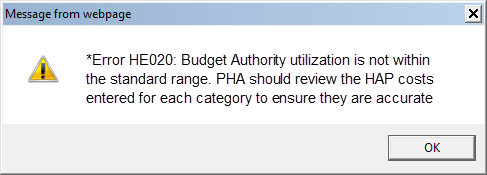 Message from webpage
*Error HE020: Budget Authority utilization is not within
the standard range. PHA should review the HAP costs
entered for each category to ensure they are accurate
OK